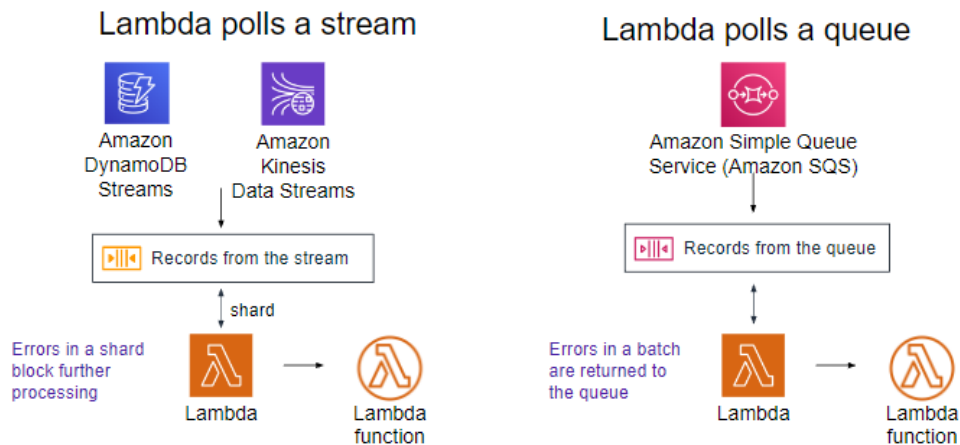 Lambda polls a stream
Amazon
DynamoDB
Streams
Amazon
Kinesis
Data Streams
Records from the stream
shard
Errors in a shard
block further
processing
Lambda
Lambda
function
Lambda polls a queue
Amazon Simple Queue
Service (Amazon SQS)
Records from the queue
Errors in a batch
are returned to
the queue
Lambda
Lambda
function